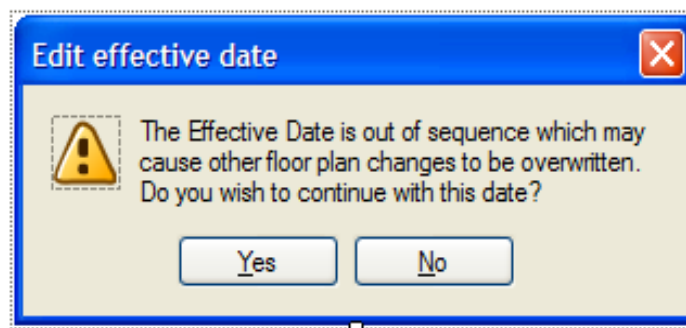 Edit effective date
The Effective Date is out of sequence which may
cause other floor plan changes to be overwritten.
Do you wish to continue with this date?
Yes No